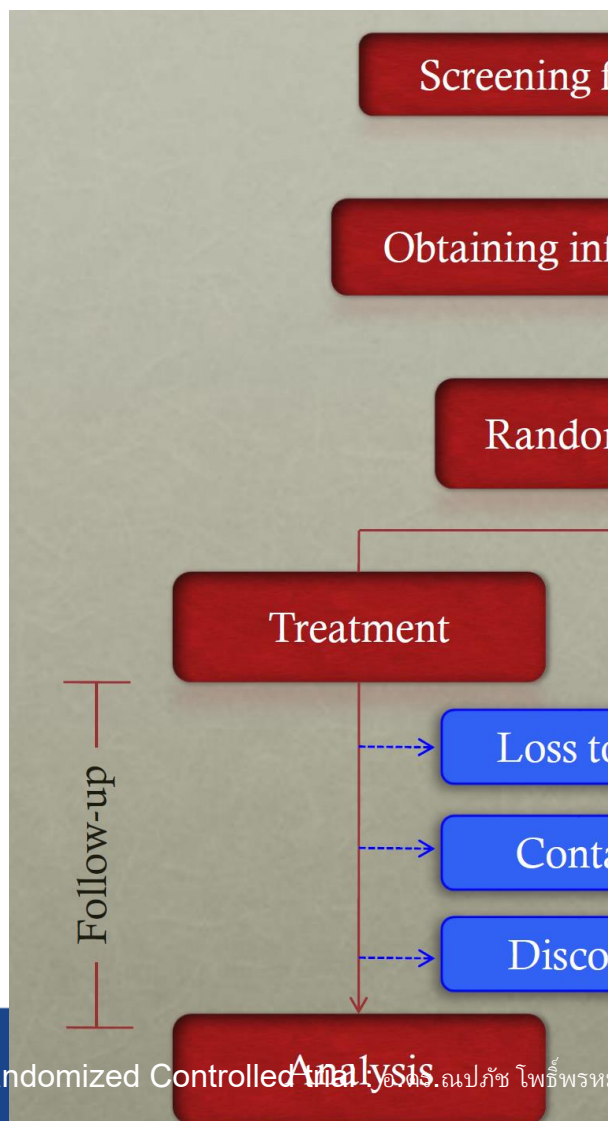 Screening f
Obtaining inf
Randor
Treatment
Loss to
Follow-up
Conta
Disco
Analysis
ndomized Controlled trial : อ.ดร.ณปภัช โพธิ์พรหม